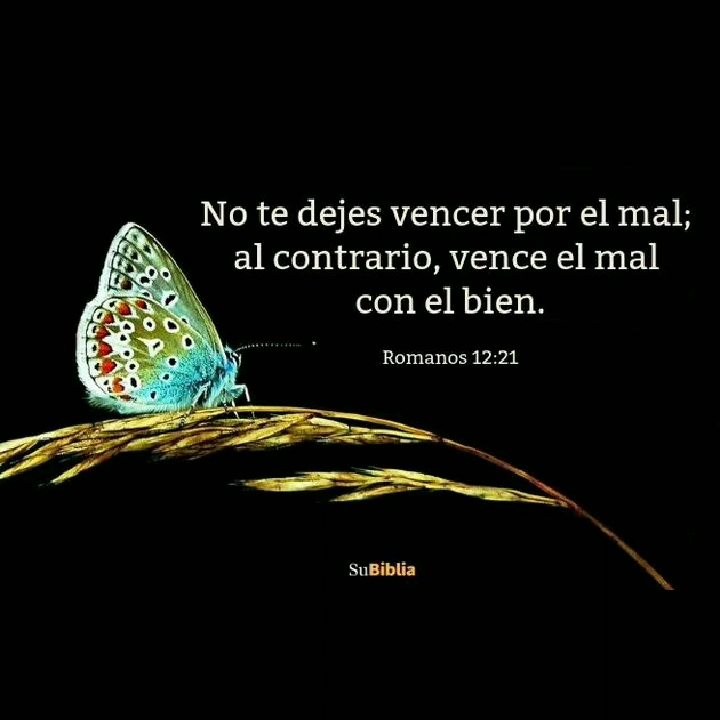 No te dejes vencer por el mal;
al contrario, vence el mal
con el bien.
Romanos 12:21
SuBiblia